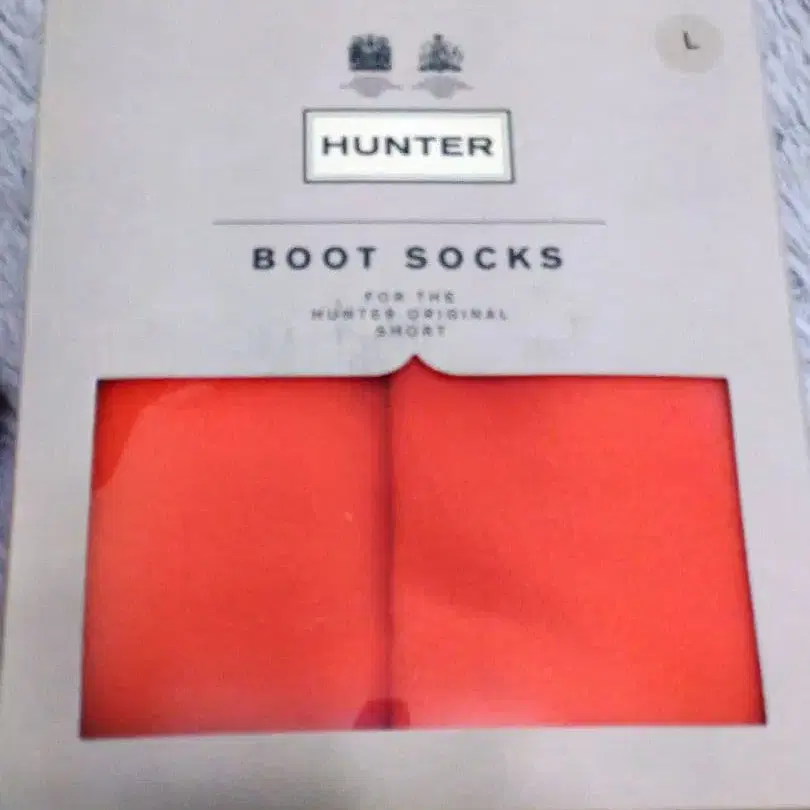 L
HUNTER
BOOT SOCKS
FOR THE
HUNTER ORIGINAL
SHORT